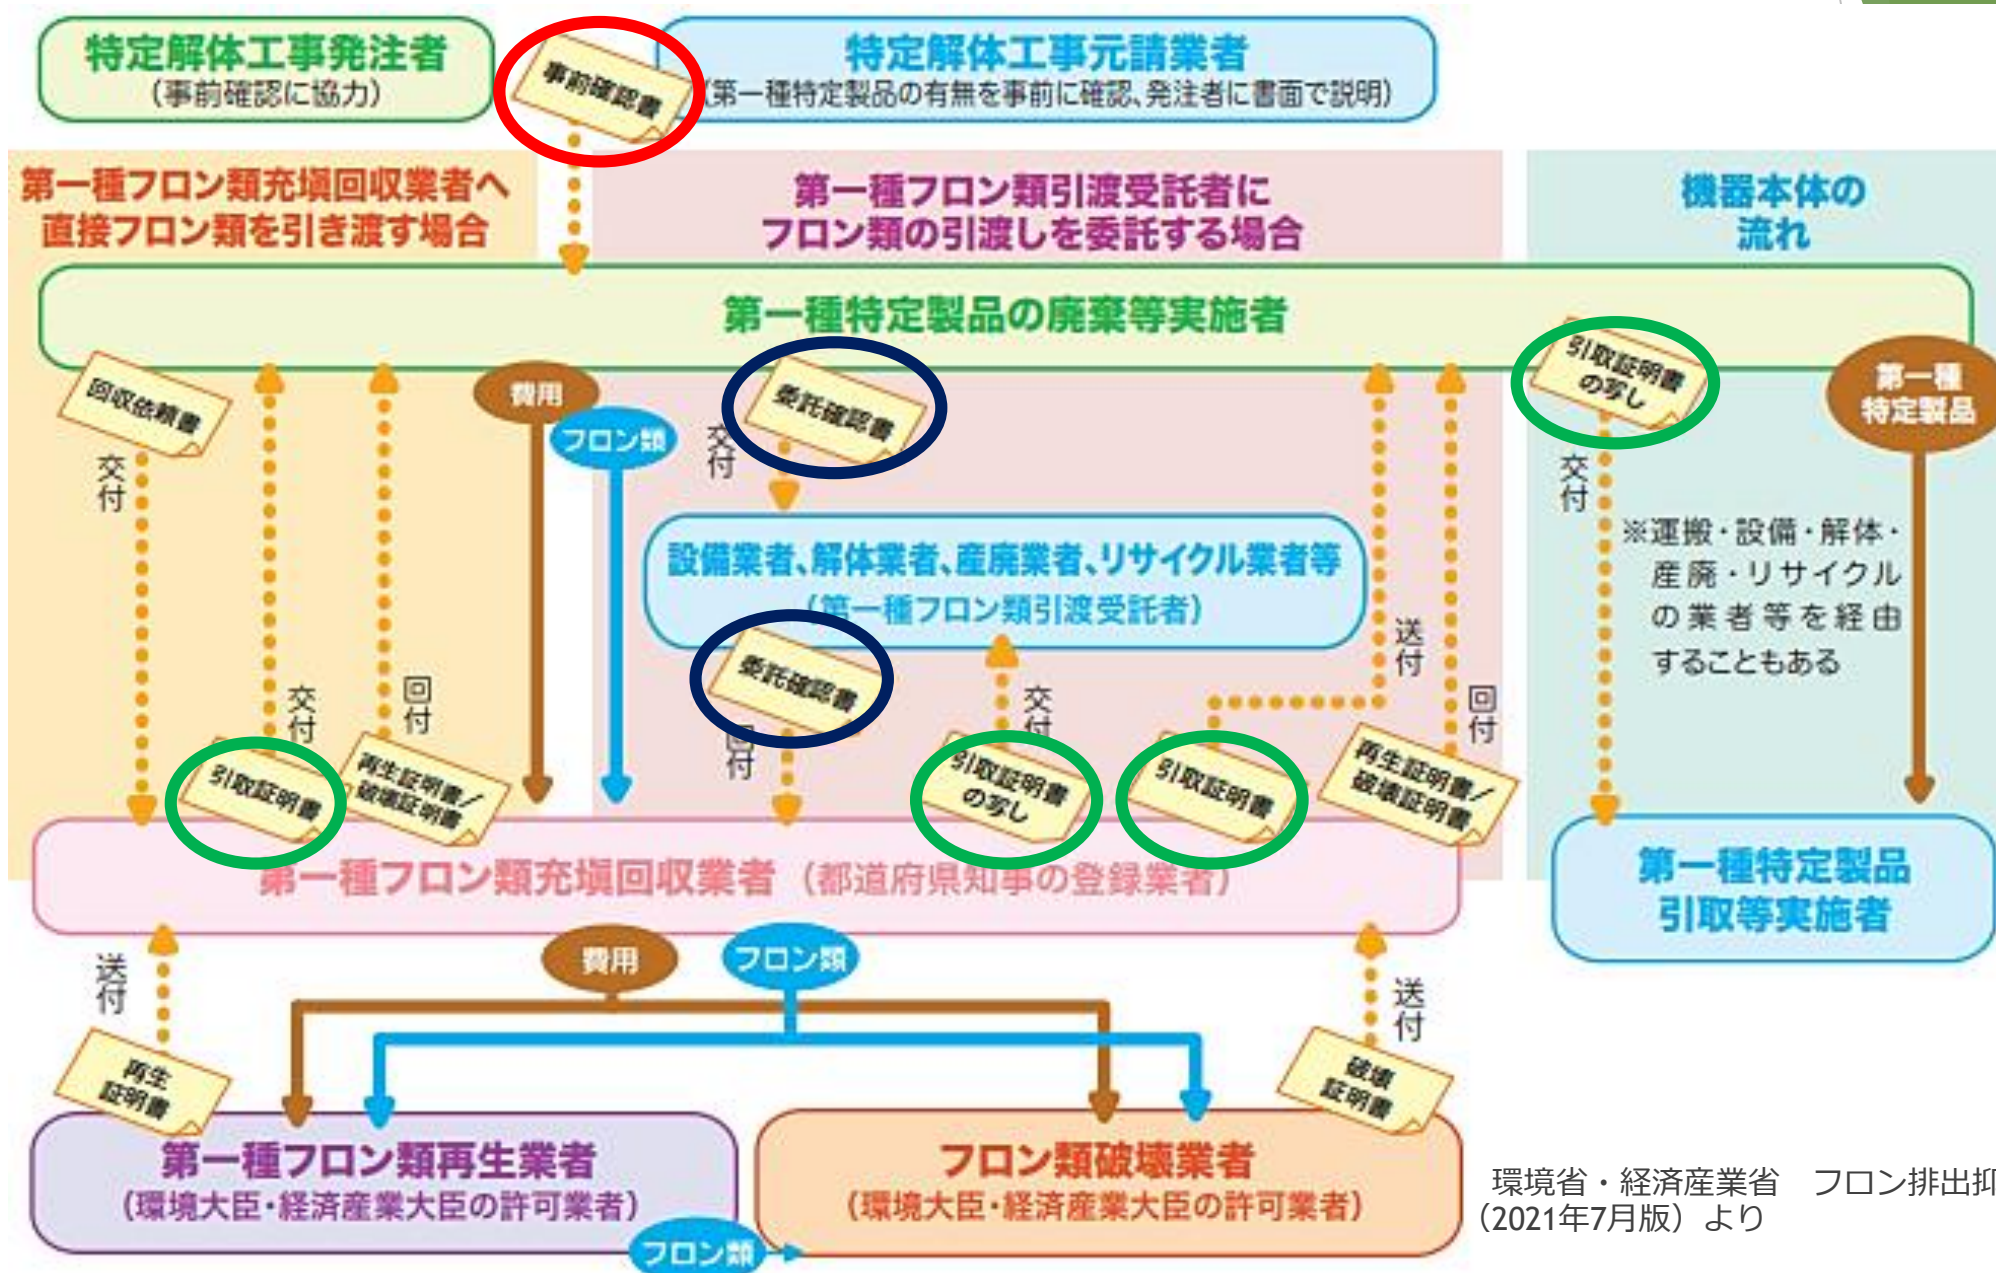 特定解体工事発注者
（事前確認に協力）
事前確認書
特定解体工事元請業者
（第一種特定製品の有無を事前に確認、発注者に書面で説明）
第一種フロン類充塡回収業者へ
直接フロン類を引き渡す場合
第一種フロン類引渡受託者に
フロン類の引渡しを委託する場合
機器本体の
流れ
第一種特定製品の廃棄等実施者
回収依頼書
交付
費用
フロン類
委託確認書
交付
引取証明書
の写し
交付
第一種
特定製品
設備業者、解体業者、産廃業者、リサイクル業者等
（第一種フロン類引渡受託者）
※運搬・設備・解体・
産廃・リサイクル
の業者等を経由
することもある
引取証明書
交付
再生証明書／
破壊証明書
回付
委託確認書
回付
引取証明書
の写し
交付
引取証明書
送付
再生証明書／
破壊証明書
回付
第一種フロン類充塡回収業者（都道府県知事の登録業者）
第一種特定製品
引取等実施者
送付
再生
証明書
費用
フロン類
送付
破壊
証明書
第一種フロン類再生業者
（環境大臣・経済産業大臣の許可業者）
フロン類
フロン類破壊業者
（環境大臣・経済産業大臣の許可業者）
環境省・経済産業省　フロン排出抑
（2021年7月版）より